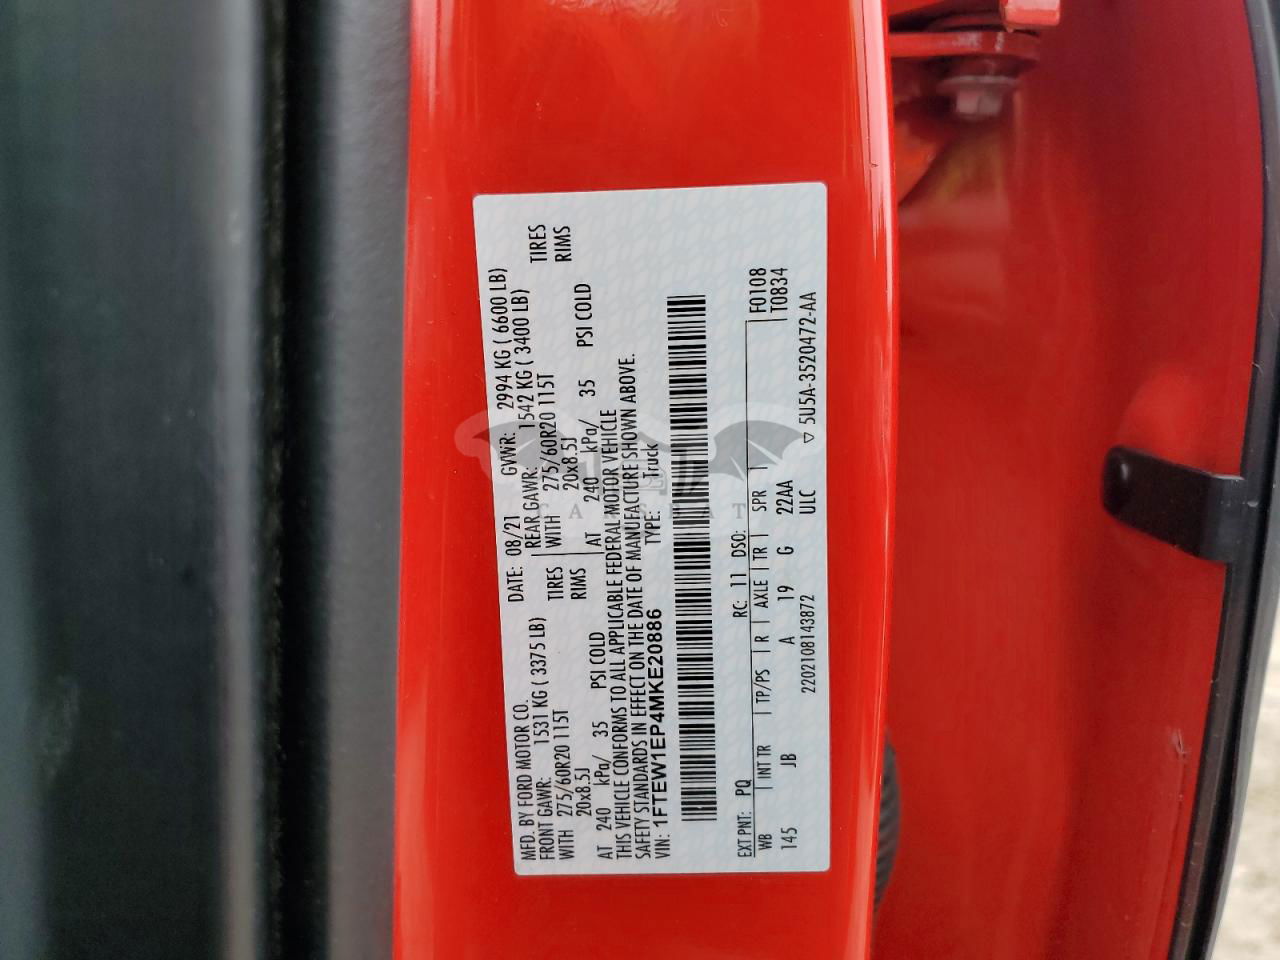 MFD. BY FORD MOTOR CO.
DATE: 08/21 GVWR: 2994 KG ( 6600 LB)
FRONT GAWR: 1531 KG ( 3375 LB) REAR GAWR: 1542 KG ( 3400 LB)
WITH 275/60R20 115T TIRES WITH 275/60R20 115T TIRES
20x8.5J RIMS 20x8.5J RIMS
AT 240 kPa/ 35 PSI COLD AT 240 kPa/ 35 PSI COLD
THIS VEHICLE CONFORMS TO ALL APPLICABLE FEDERAL MOTOR VEHICLE
SAFETY STANDARDS IN EFFECT ON THE DATE OF MANUFACTURE SHOWN ABOVE.
VIN: 1FTEW1EP4MKE20886 TYPE: Truck
EXT PNT: PQ RC: 11 DSO: F0108
WB INT TR TP/PS R AXLE TR SPR T0834
145 JB A 19 G 22AA
2202108143872 ULC ▽ 5U5A-3520472-AA